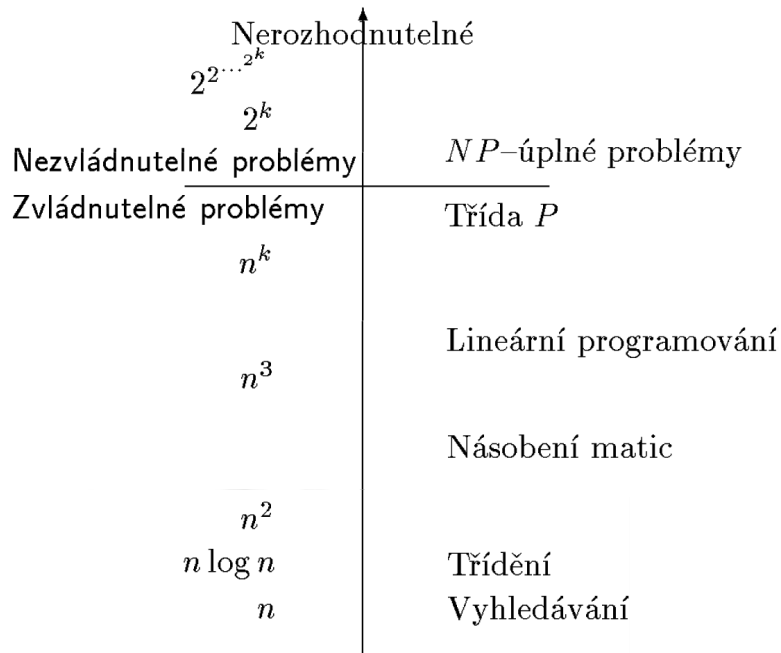 Nerozhodnutelné
2^{2^{\cdots^{2^k}}}
2^k
Nezvládnutelné problémy
NP–úplné problémy
Zvládnutelné problémy
Třída P
n^k
Lineární programování
n^3
Násobení matic
n^2
n log n
Třídění
n
Vyhledávání